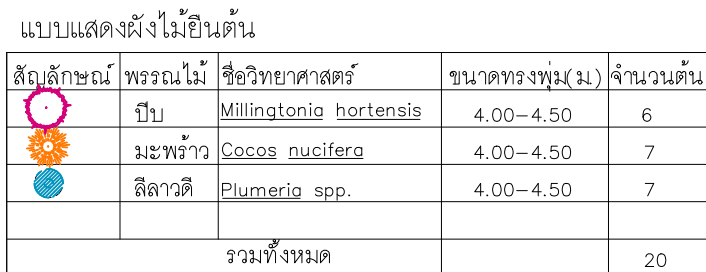 แบบแสดงผังไม้ยืนต้น
สัญลักษณ์ พรรณไม้ ชื่อวิทยาศาสตร์ ขนาดทรงพุ่ม(ม.) จำนวนต้น
ปีบ Millingtonia hortensis 4.00-4.50 6
มะพร้าว Cocos nucifera 4.00-4.50 7
ลีลาวดี Plumeria spp. 4.00-4.50 7
รวมทั้งหมด 20